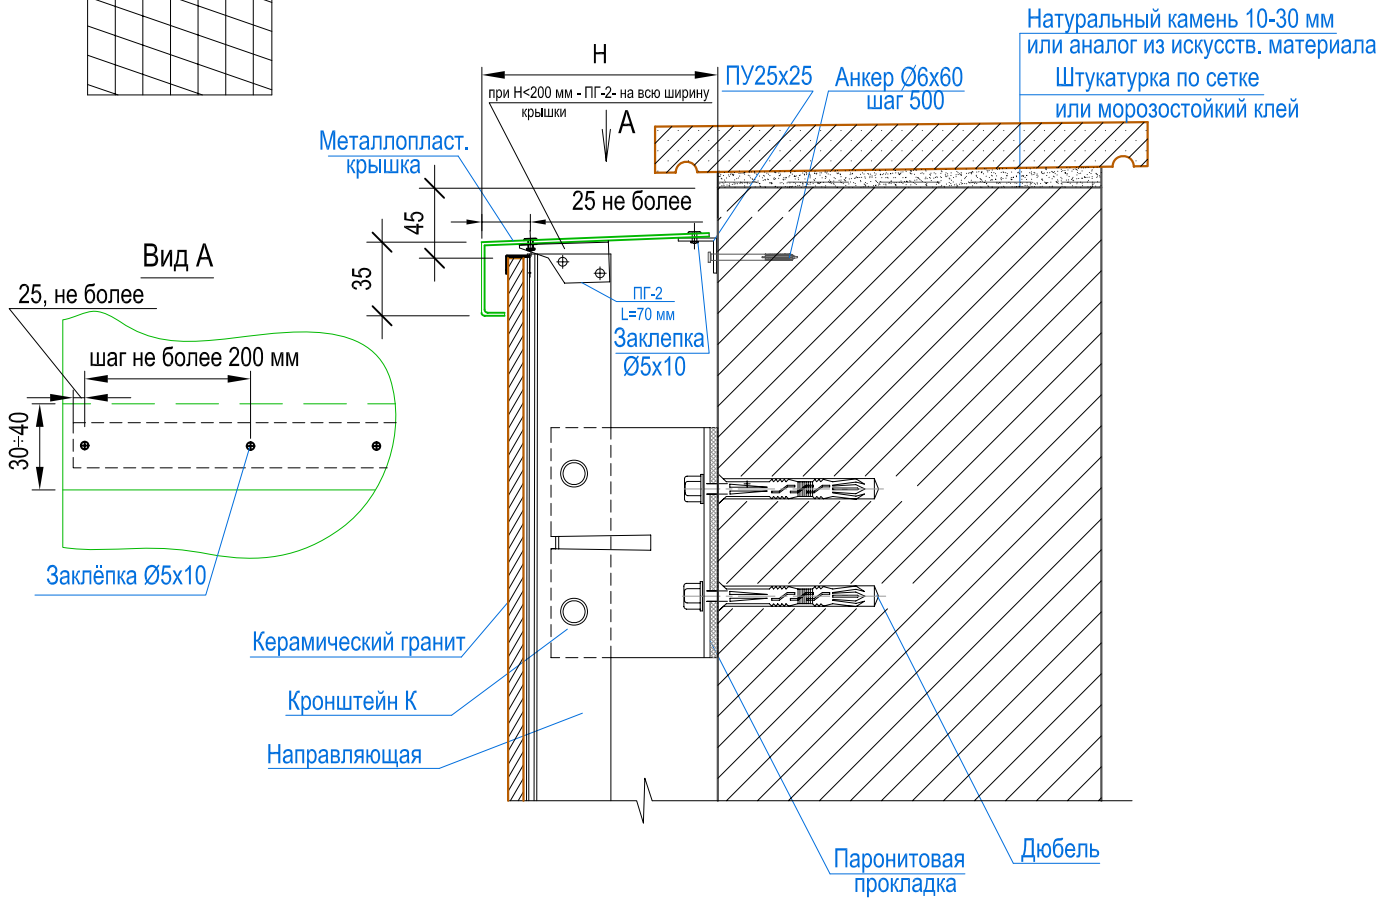 Натуральный камень 10-30 мм
или аналог из искусств. материала
Штукатурка по сетке
или морозостойкий клей
H
ПУ25х25
Анкер Ø6х60
шаг 500
при H<200 мм - ПГ-2- на всю ширину
крышки
А
Металлопласт.
крышка
25 не более
45
35
Вид А
25, не более
шаг не более 200 мм
30÷40
ПГ-2
L=70 мм
Заклепка
Ø5х10
Заклёпка Ø5х10
Керамический гранит
Кронштейн К
Направляющая
Паронитовая
прокладка
Дюбель